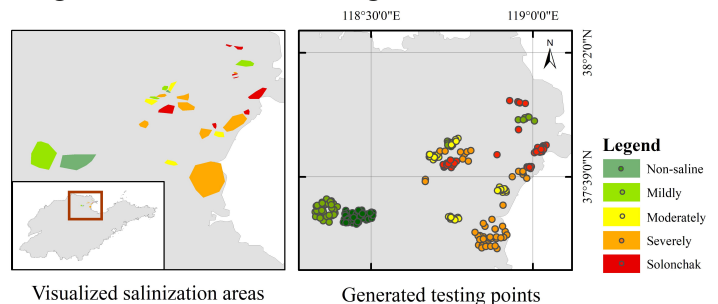 118°30'0"E
119°0'0"E
N
38°2'0"N
37°39'0"N
Legend
Non-saline
Mildly
Moderately
Severely
Solonchak
Visualized salinization areas
Generated testing points